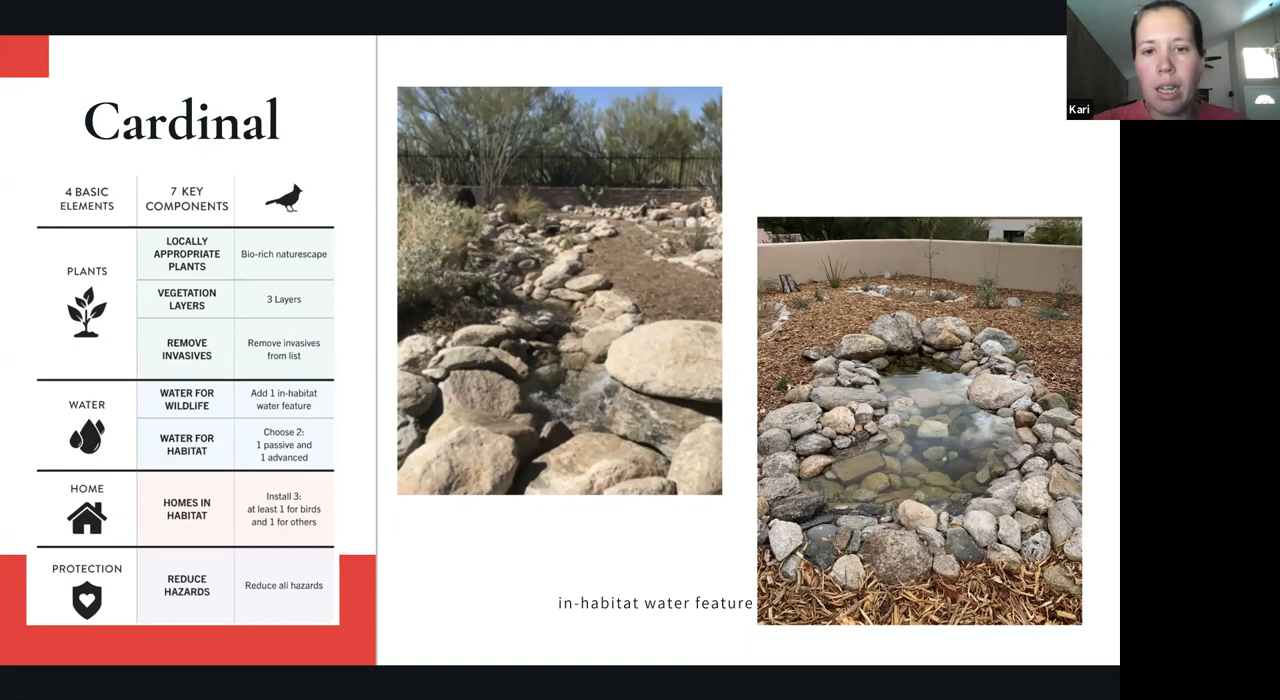 Cardinal
4 BASIC
ELEMENTS
7 KEY
COMPONENTS
PLANTS
LOCALLY
APPROPRIATE
PLANTS
Bio-rich naturescape
VEGETATION
LAYERS
3 Layers
REMOVE
INVASIVES
Remove invasives
from list
WATER
WATER FOR
WILDLIFE
Add 1 in-habitat
water feature
WATER FOR
HABITAT
Choose 2:
1 passive and
1 advanced
HOME
HOMES IN
HABITAT
Install 3:
at least 1 for birds
and 1 for others
PROTECTION
REDUCE
HAZARDS
Reduce all hazards
in-habitat water feature
Kari